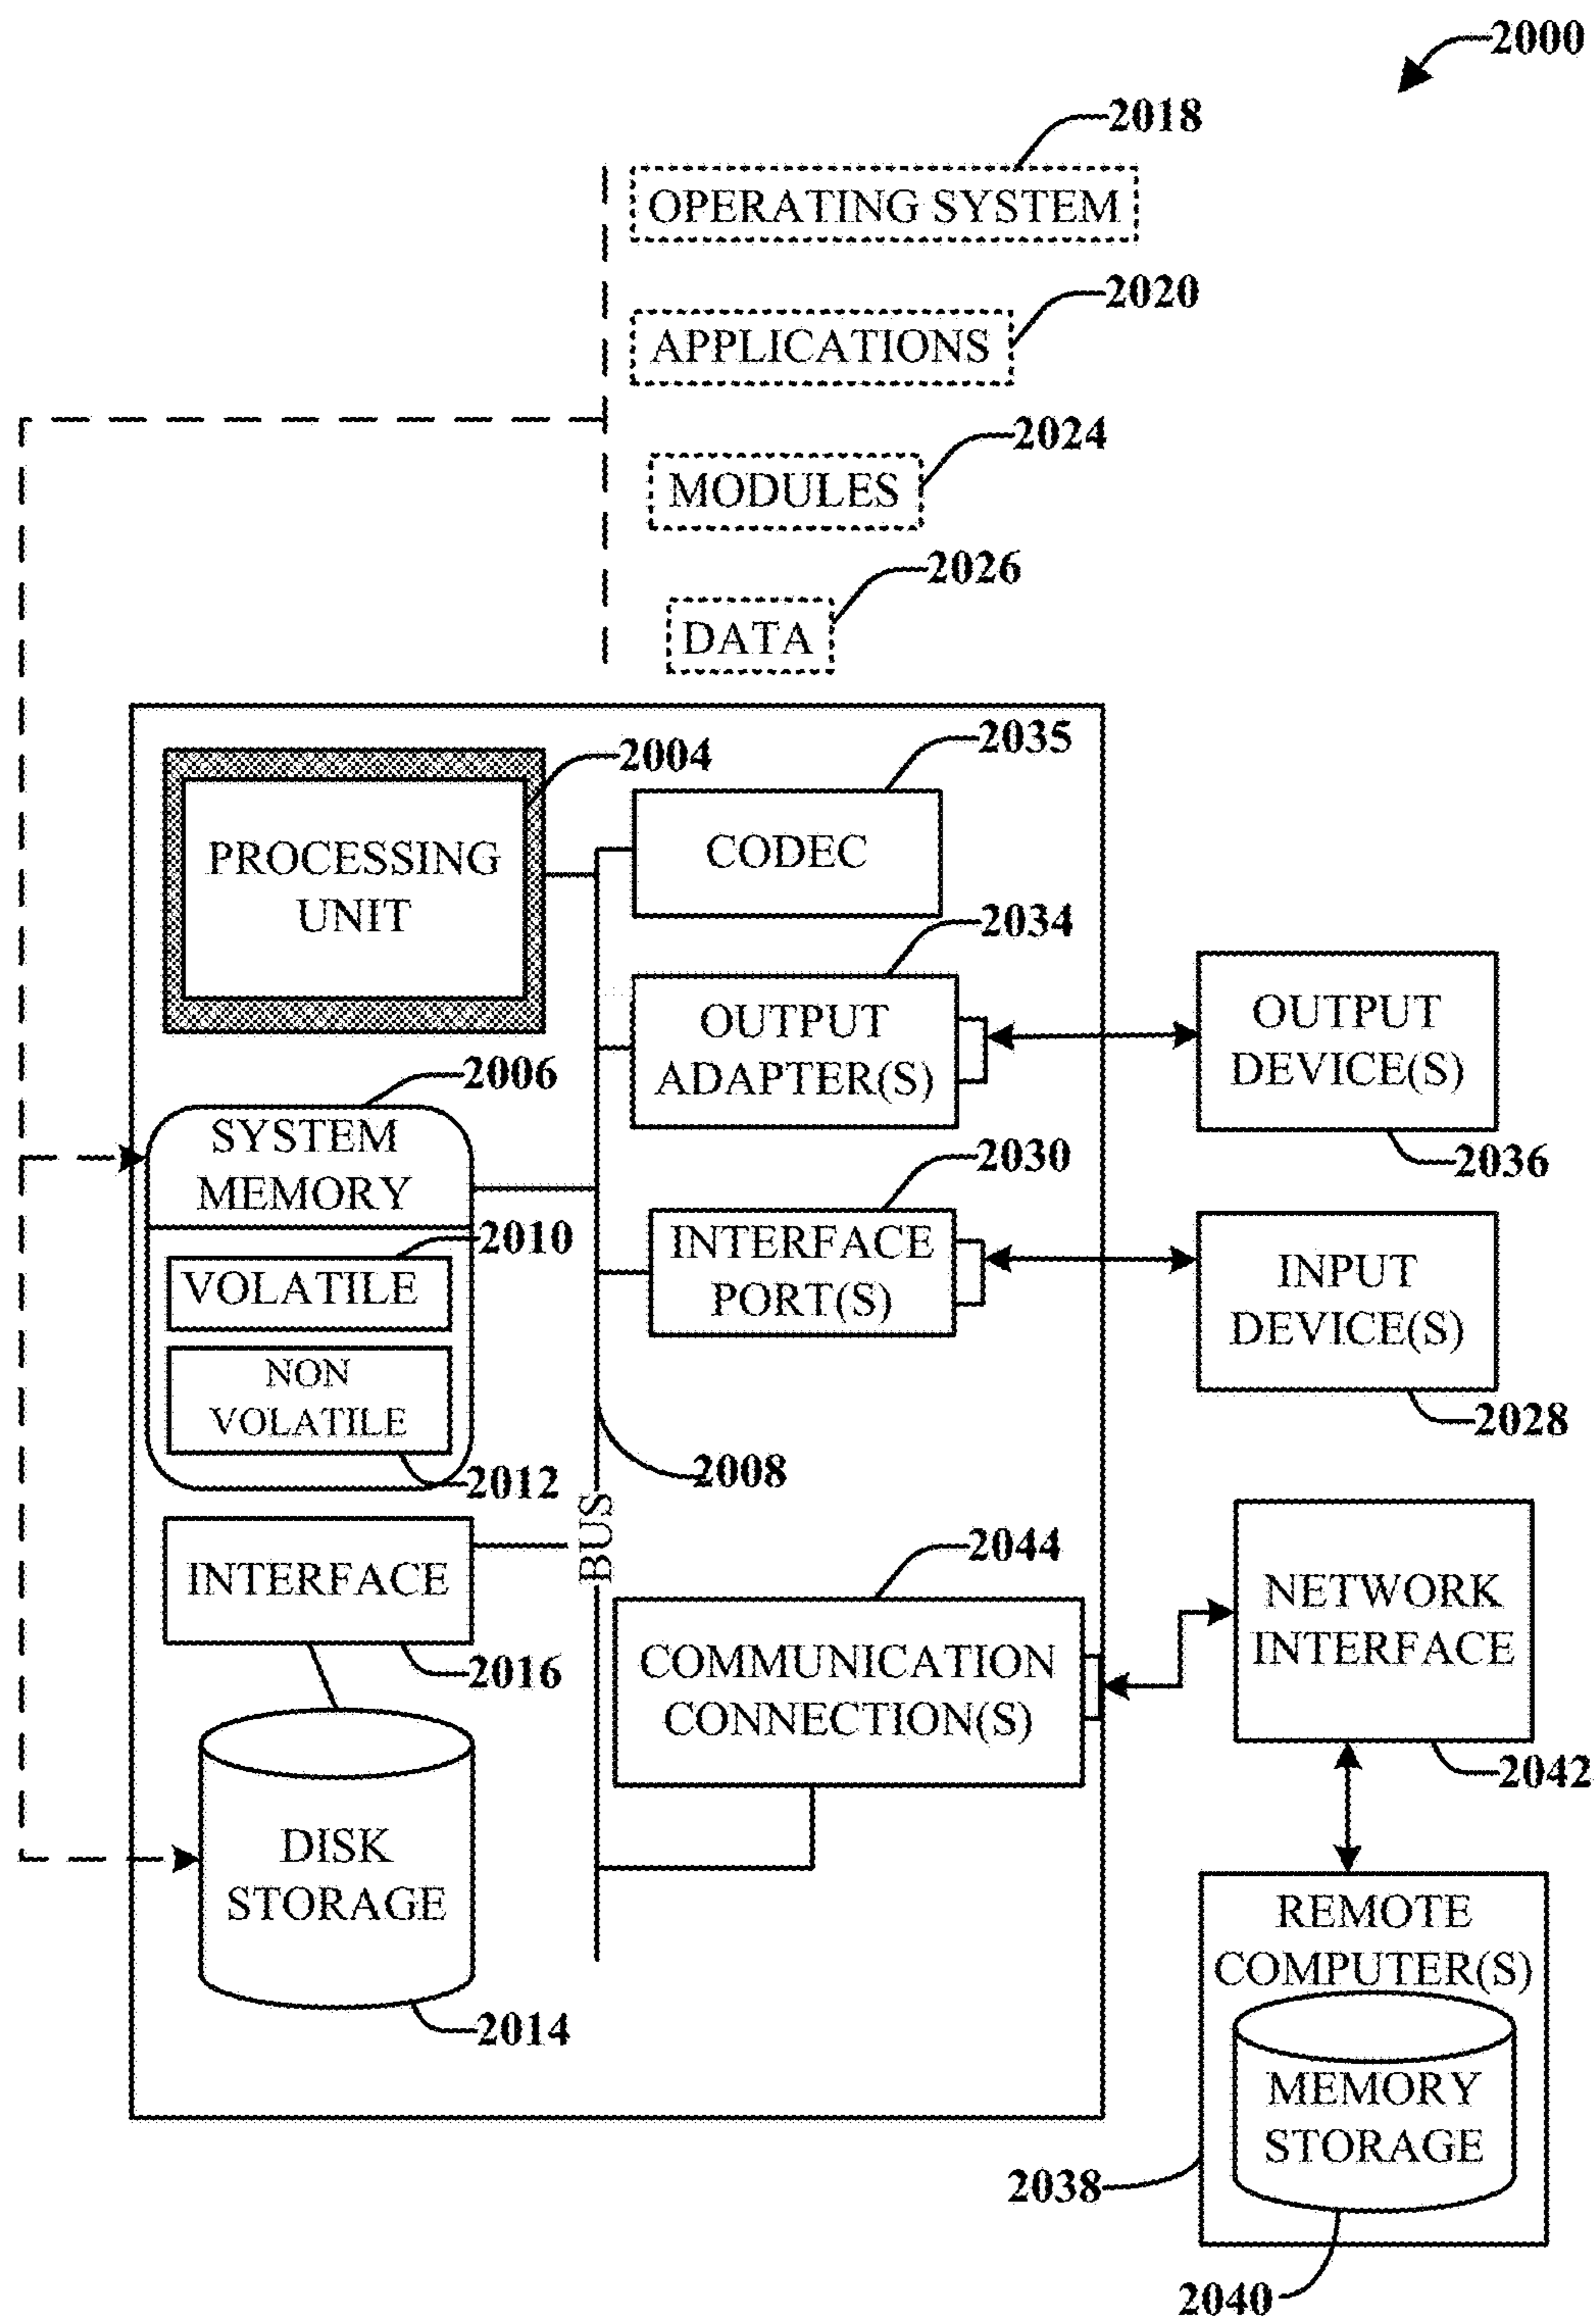 2000
2018
OPERATING SYSTEM
2020
APPLICATIONS
2024
MODULES
2026
DATA
2004
PROCESSING
UNIT
2035
CODEC
2034
OUTPUT
ADAPTER(S)
OUTPUT
DEVICE(S)
2036
2006
SYSTEM
MEMORY
2010
VOLATILE
NON
VOLATILE
2012
2030
INTERFACE
PORT(S)
INPUT
DEVICE(S)
2028
2008
BUS
INTERFACE
2016
2044
COMMUNICATION
CONNECTION(S)
NETWORK
INTERFACE
2042
DISK
STORAGE
2014
REMOTE
COMPUTER(S)
MEMORY
STORAGE
2038
2040